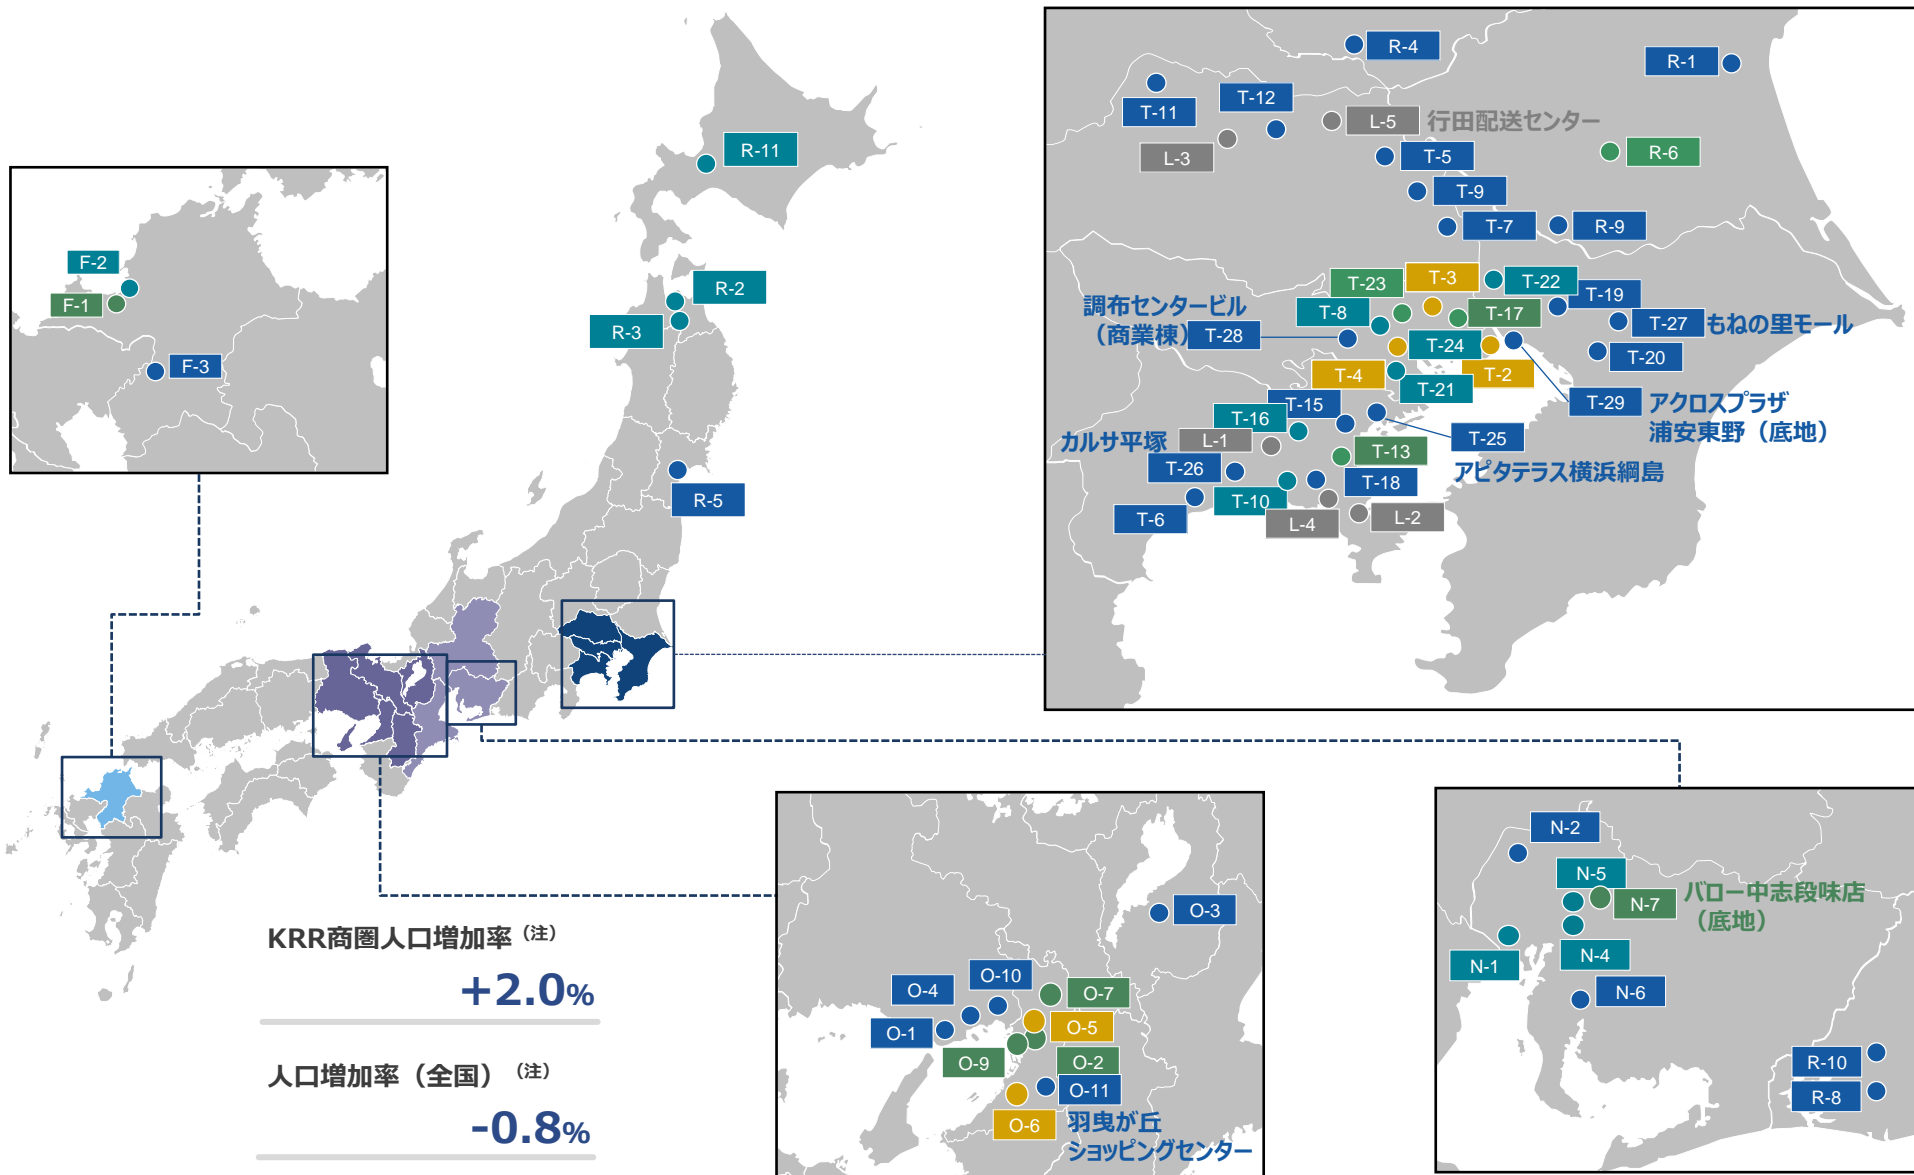 R-11
R-2
R-3
R-5
F-2
F-1
F-3
R-4
R-1
T-11
T-12
L-5 行田配送センター
L-3
T-5
R-6
T-9
T-7
R-9
T-3
T-23
T-22
T-19
T-8
T-17
T-27
もねの里モール
調布センタービル
（商業棟）
T-28
T-24
T-20
T-4
T-2
T-21
T-15
T-29
アクロスプラザ
浦安東野（底地）
T-16
L-1
T-25
アピタテラス横浜綱島
カルサ平塚
T-26
T-13
T-18
T-10
T-6
L-4
L-2
KRR商圏人口増加率（注）
+2.0%
人口増加率（全国）（注）
-0.8%
O-3
O-10
O-4
O-7
O-1
O-5
O-9
O-2
O-11
O-6
羽曳が丘
ショッピングセンター
N-2
N-5
N-7
バロー中志段味店
（底地）
N-1
N-4
N-6
R-10
R-8